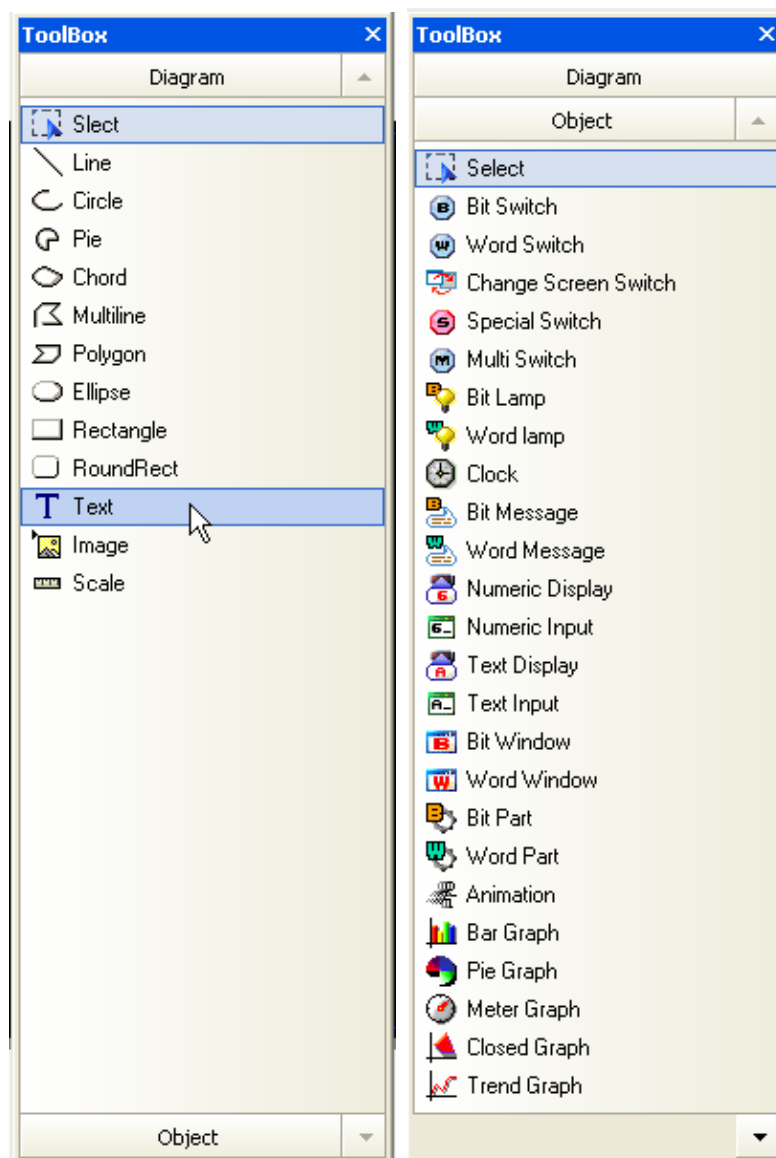 ToolBox
Diagram
Slect
Line
Circle
Pie
Chord
Multiline
Polygon
Ellipse
Rectangle
RoundRect
T Text
Image
Scale
Object
ToolBox
Diagram
Object
Select
B Bit Switch
W Word Switch
Change Screen Switch
S Special Switch
M Multi Switch
B Bit Lamp
W Word lamp
Clock
B Bit Message
W Word Message
6 Numeric Display
6_ Numeric Input
A Text Display
A_ Text Input
B Bit Window
W Word Window
B Bit Part
W Word Part
Animation
Bar Graph
Pie Graph
Meter Graph
Closed Graph
Trend Graph